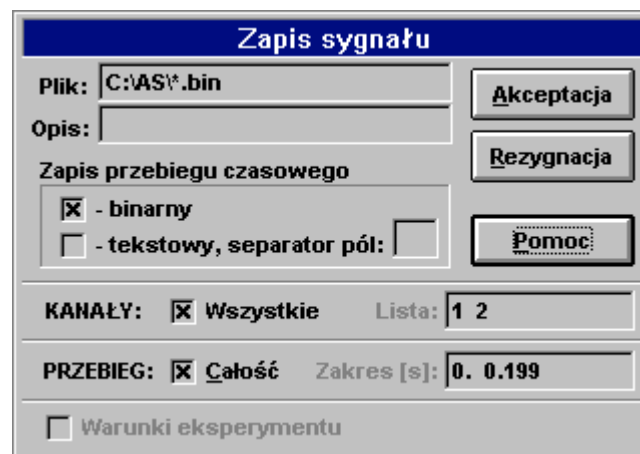 Zapis sygnału
Plik: C:\AS\*.bin
Akceptacja
Opis:
Rezygnacja
Zapis przebiegu czasowego
- binarny
- tekstowy, separator pól:
Pomoc
KANAŁY: Wszystkie Lista: 1 2
PRZEBIEG: Całość Zakres [s]: 0. 0.199
Warunki eksperymentu